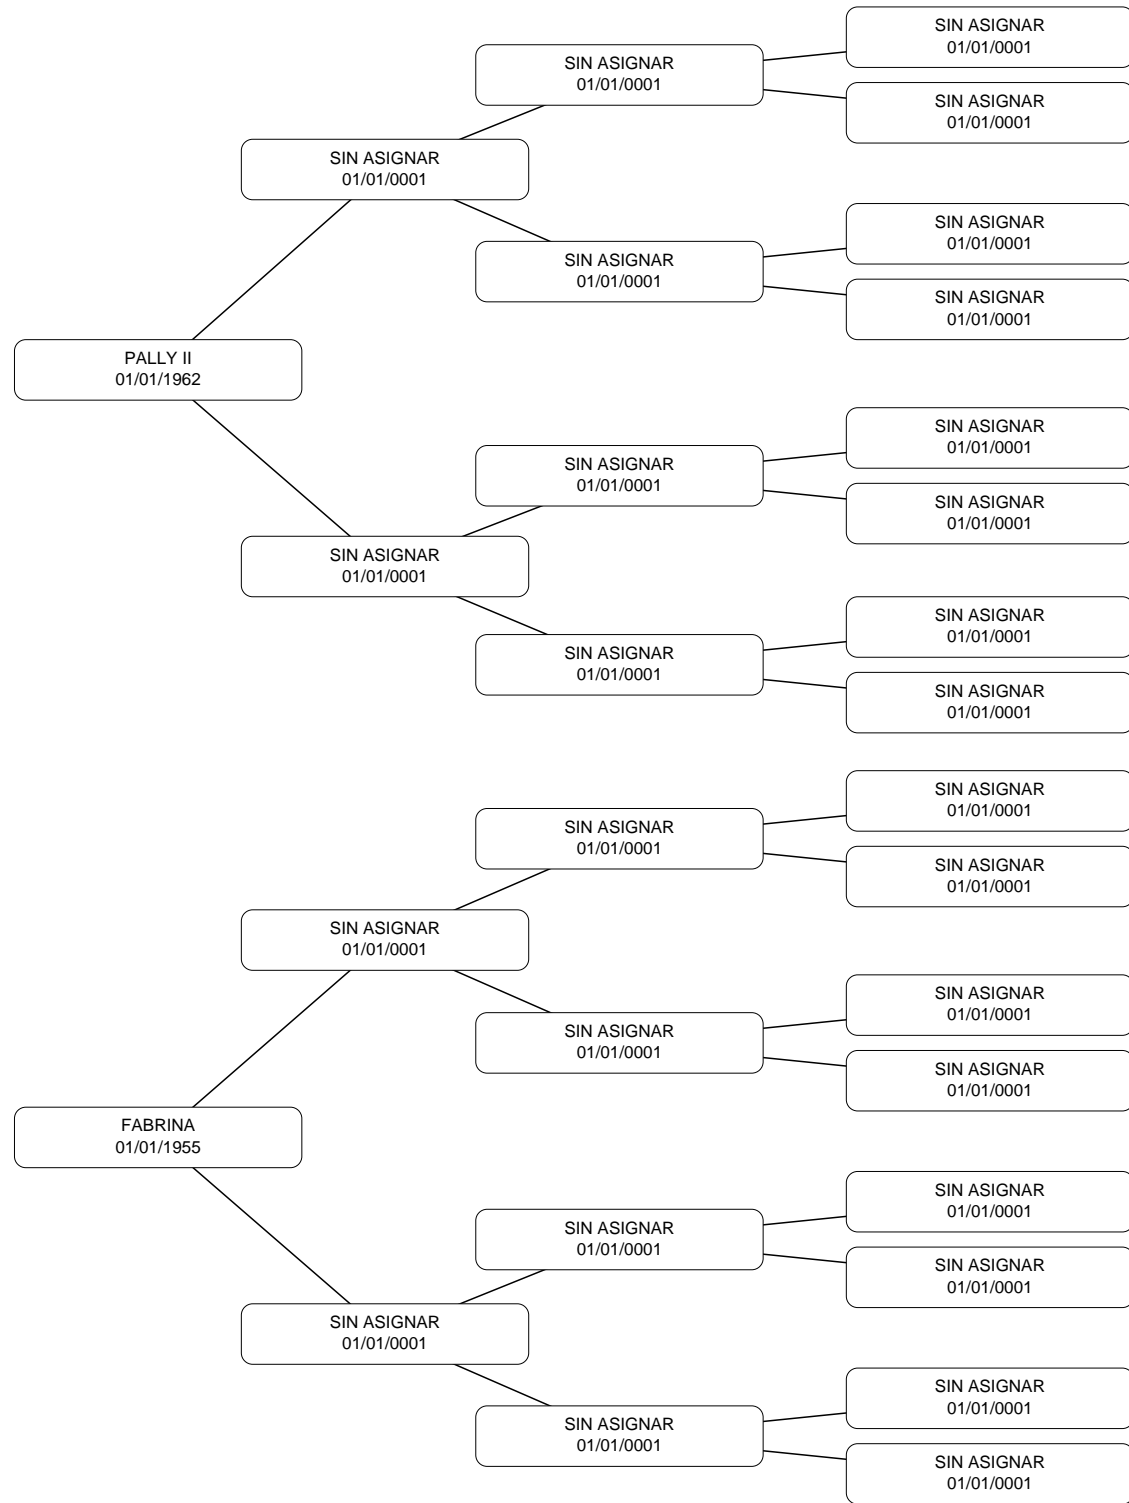 SIN ASIGNAR
01/01/0001
SIN ASIGNAR
01/01/0001
SIN ASIGNAR
01/01/0001
SIN ASIGNAR
01/01/0001
SIN ASIGNAR
01/01/0001
SIN ASIGNAR
01/01/0001
SIN ASIGNAR
01/01/0001
PALLY II
01/01/1962
SIN ASIGNAR
01/01/0001
SIN ASIGNAR
01/01/0001
SIN ASIGNAR
01/01/0001
SIN ASIGNAR
01/01/0001
SIN ASIGNAR
01/01/0001
SIN ASIGNAR
01/01/0001
SIN ASIGNAR
01/01/0001
SIN ASIGNAR
01/01/0001
SIN ASIGNAR
01/01/0001
SIN ASIGNAR
01/01/0001
SIN ASIGNAR
01/01/0001
SIN ASIGNAR
01/01/0001
SIN ASIGNAR
01/01/0001
SIN ASIGNAR
01/01/0001
FABRINA
01/01/1955
SIN ASIGNAR
01/01/0001
SIN ASIGNAR
01/01/0001
SIN ASIGNAR
01/01/0001
SIN ASIGNAR
01/01/0001
SIN ASIGNAR
01/01/0001
SIN ASIGNAR
01/01/0001
SIN ASIGNAR
01/01/0001